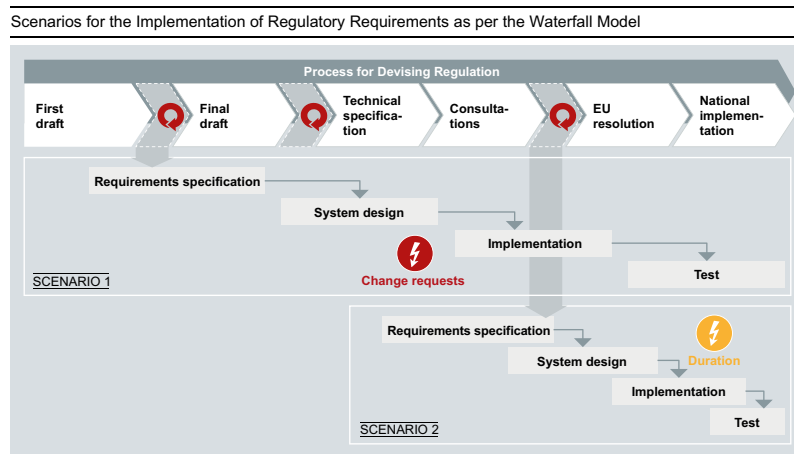 Scenarios for the Implementation of Regulatory Requirements as per the Waterfall Model
Process for Devising Regulation
First
draft
Final
draft
Technical
specifica-
tion
Consulta-
tions
EU
resolution
National
implemen-
tation
Requirements specification
System design
Implementation
Test
Change requests
SCENARIO 1
Requirements specification
System design
Implementation
Test
Duration
SCENARIO 2